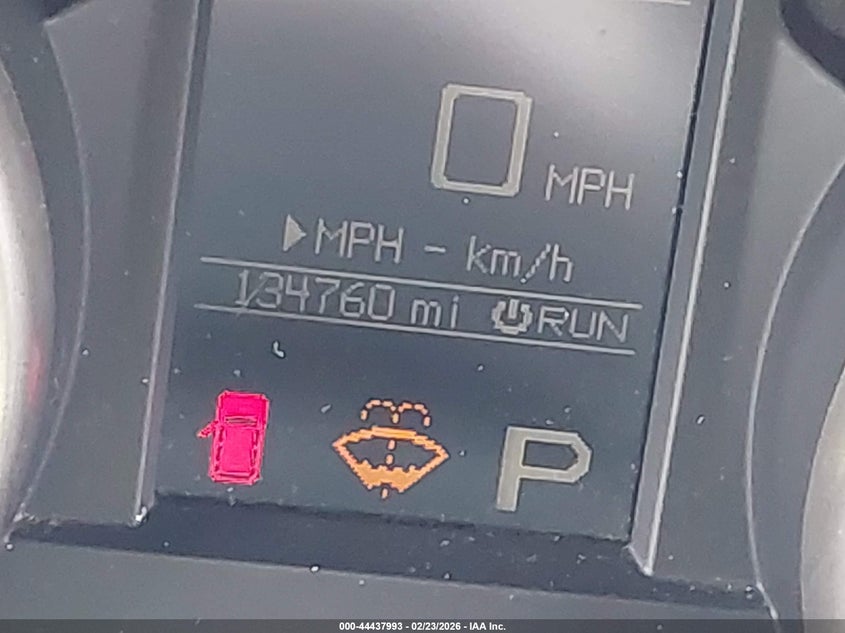 0 MPH
▶MPH - km/h
134760 mi RUN
P
000-44437993 - 02/23/2026 - IAA Inc.